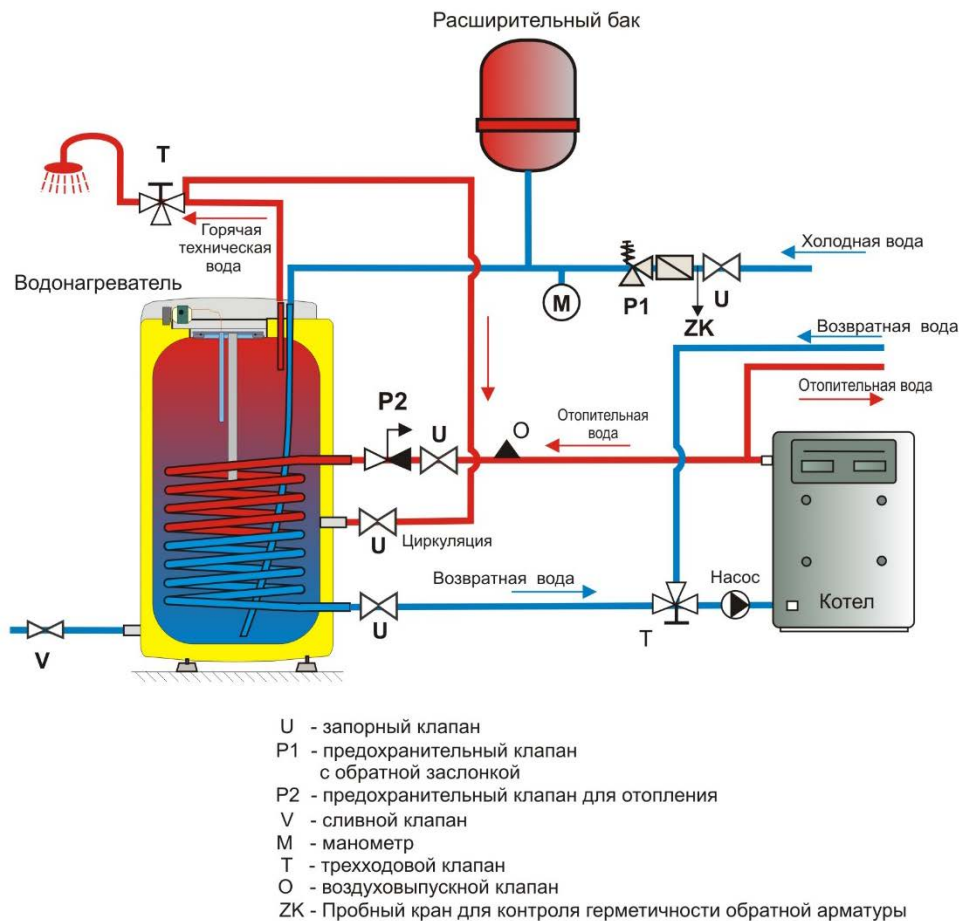 Расширительный бак
T
Горячая
техническая
вода
Холодная вода
Водонагреватель
M
P1
U
ZK
Возвратная вода
Отопительная вода
P2
U
O
Отопительная
вода
U
Циркуляция
Возвратная вода
Насос
Котел
U
T
V
U - запорный клапан
P1 - предохранительный клапан
с обратной заслонкой
P2 - предохранительный клапан для отопления
V - сливной клапан
M - манометр
T - трехходовой клапан
O - воздуховыпускной клапан
ZK - Пробный кран для контроля герметичности обратной арматуры